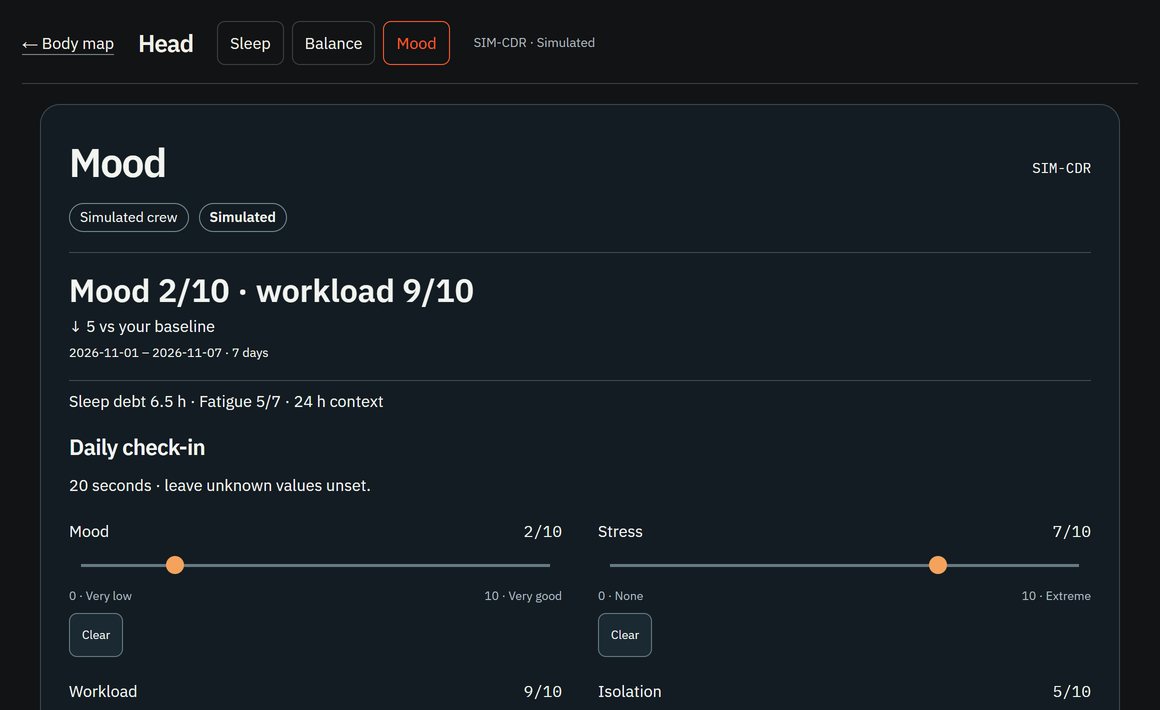 ← Body map Head Sleep Balance Mood SIM-CDR · Simulated
Mood SIM-CDR
Simulated crew Simulated
Mood 2/10 · workload 9/10
↓ 5 vs your baseline
2026-11-01 – 2026-11-07 · 7 days
Sleep debt 6.5 h · Fatigue 5/7 · 24 h context
Daily check-in
20 seconds · leave unknown values unset.
Mood 2/10 Stress 7/10
0 · Very low 10 · Very good 0 · None 10 · Extreme
Clear Clear
Workload 9/10 Isolation 5/10